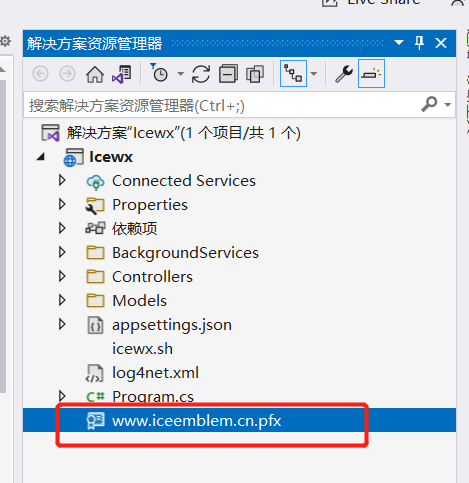 Live Share
解决方案资源管理器
搜索解决方案资源管理器(Ctrl+;)
解决方案"Icewx"(1 个项目/共 1 个)
Icewx
Connected Services
Properties
依赖项
BackgroundServices
Controllers
Models
appsettings.json
icewx.sh
log4net.xml
C# Program.cs
www.iceemblem.cn.pfx